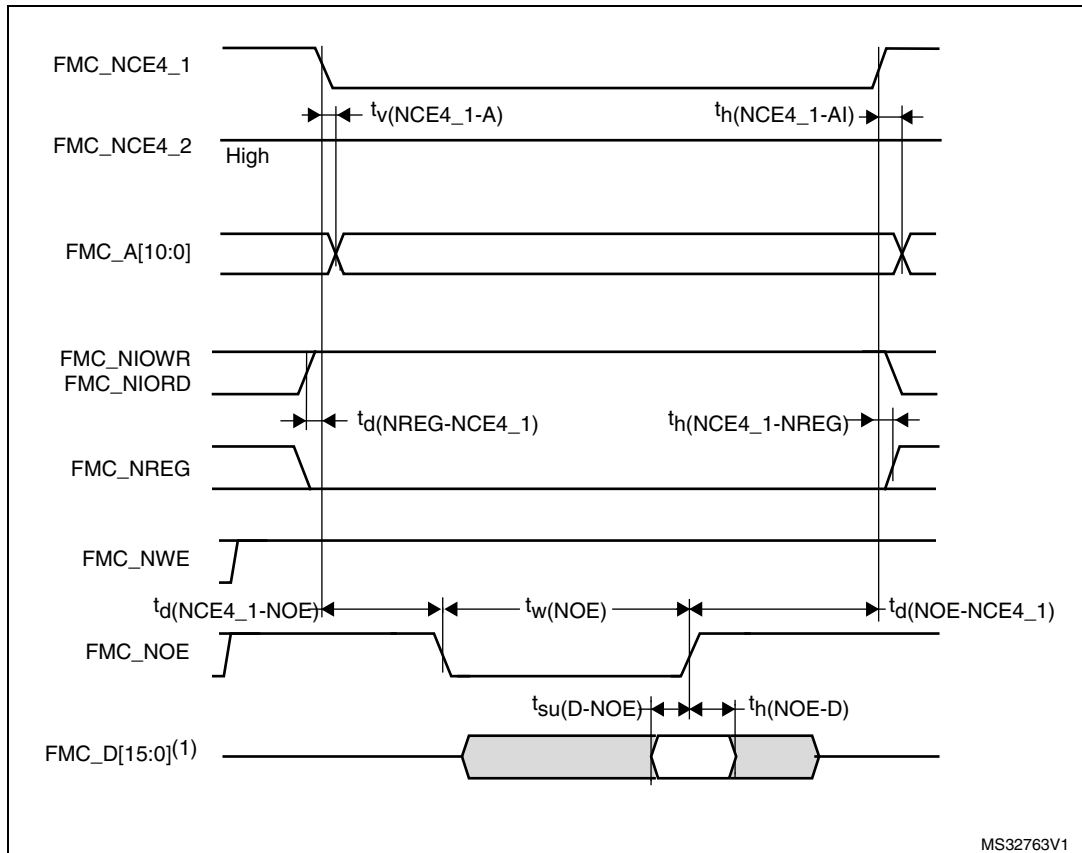 FMC_NCE4_1
tv(NCE4_1-A)
th(NCE4_1-AI)
FMC_NCE4_2
High
FMC_A[10:0]
FMC_NIOWR
FMC_NIORD
td(NREG-NCE4_1)
th(NCE4_1-NREG)
FMC_NREG
FMC_NWE
td(NCE4_1-NOE)
tw(NOE)
td(NOE-NCE4_1)
FMC_NOE
tsu(D-NOE)
th(NOE-D)
FMC_D[15:0](1)
MS32763V1